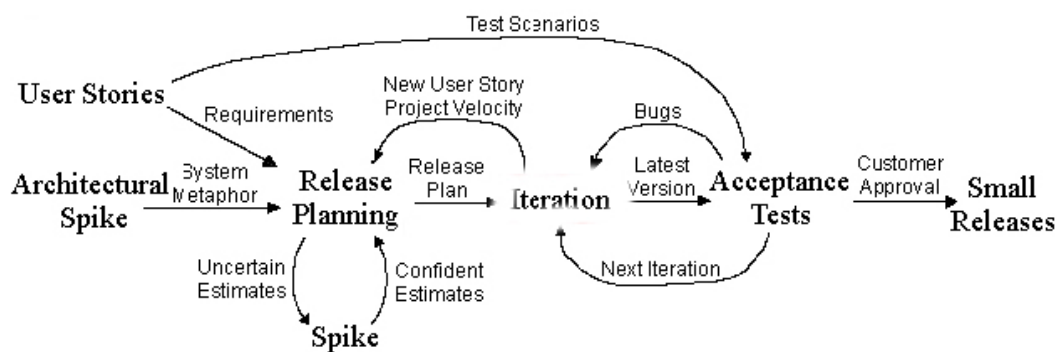 Test Scenarios
User Stories
New User Story
Project Velocity
Requirements
Bugs
Architectural
Spike
System
Metaphor
Release
Planning
Release
Plan
Iteration
Latest
Version
Acceptance
Tests
Customer
Approval
Small
Releases
Uncertain
Estimates
Confident
Estimates
Next Iteration
Spike